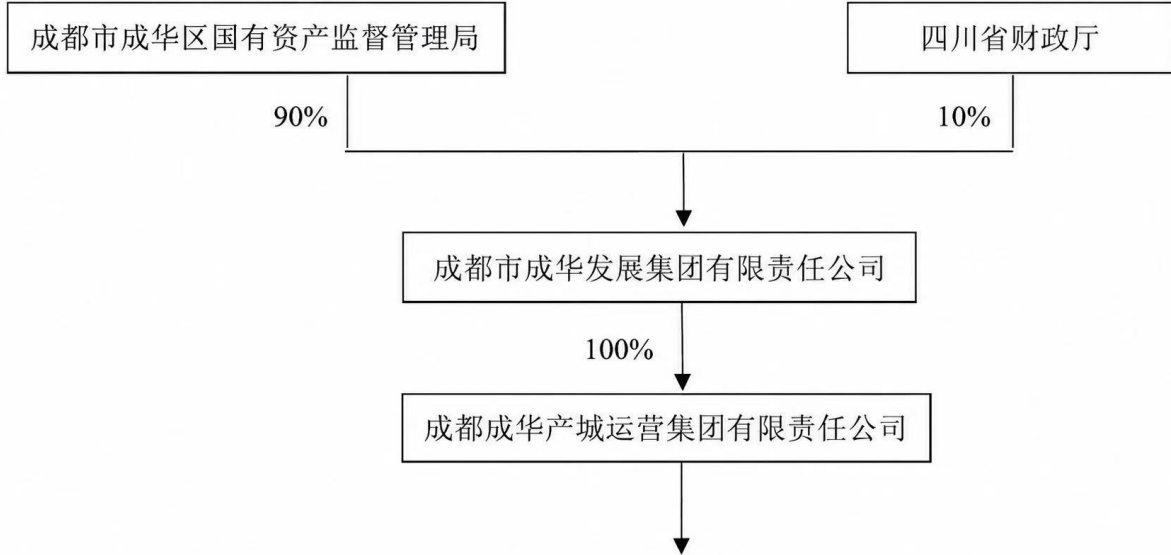 成都市成华区国有资产监督管理局
四川省财政厅
90%
10%
成都市成华发展集团有限责任公司
100%
成都成华产城运营集团有限责任公司